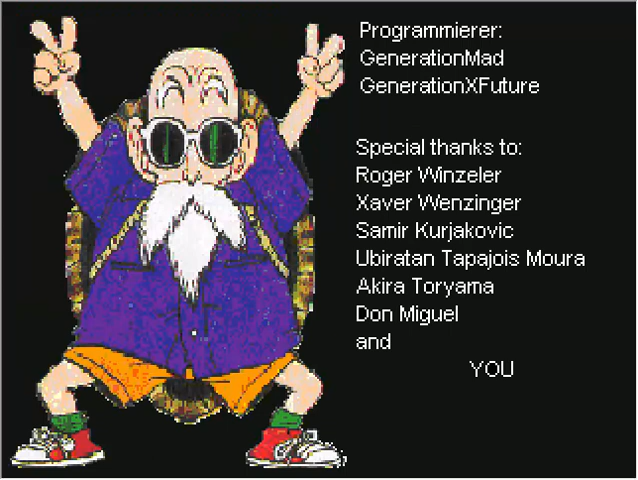 Programmierer:
GenerationMad
GenerationXFuture
Special thanks to:
Roger Winzeler
Xaver Wenzinger
Samir Kurjakovic
Ubiratan Tapajois Moura
Akira Toryama
Don Miguel
and
YOU